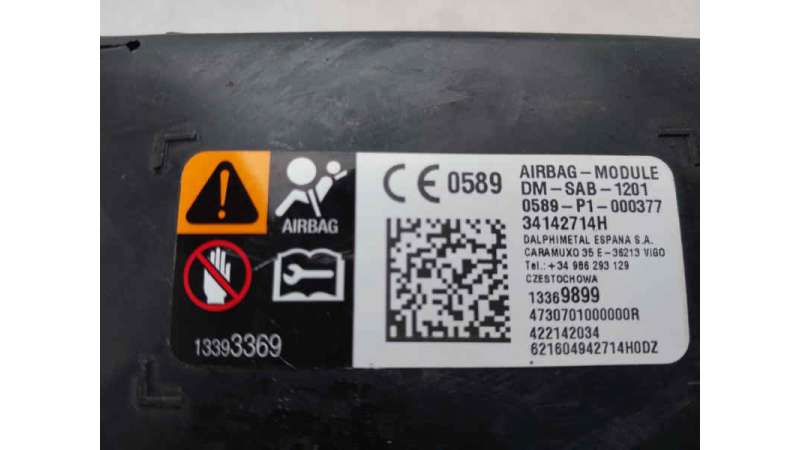 AIRBAG
13393369
CE 0589
AIRBAG-MODULE
DM-SAB-1201
0589-P1-000377
34142714H
DALPHIMETAL ESPANA S.A.
CARAMUXO 35 E-36213 VIGO
Tel.: +34 986 293 129
CZESTOCHOWA
13369899
4730701000000R
422142034
621604942714H0DZ